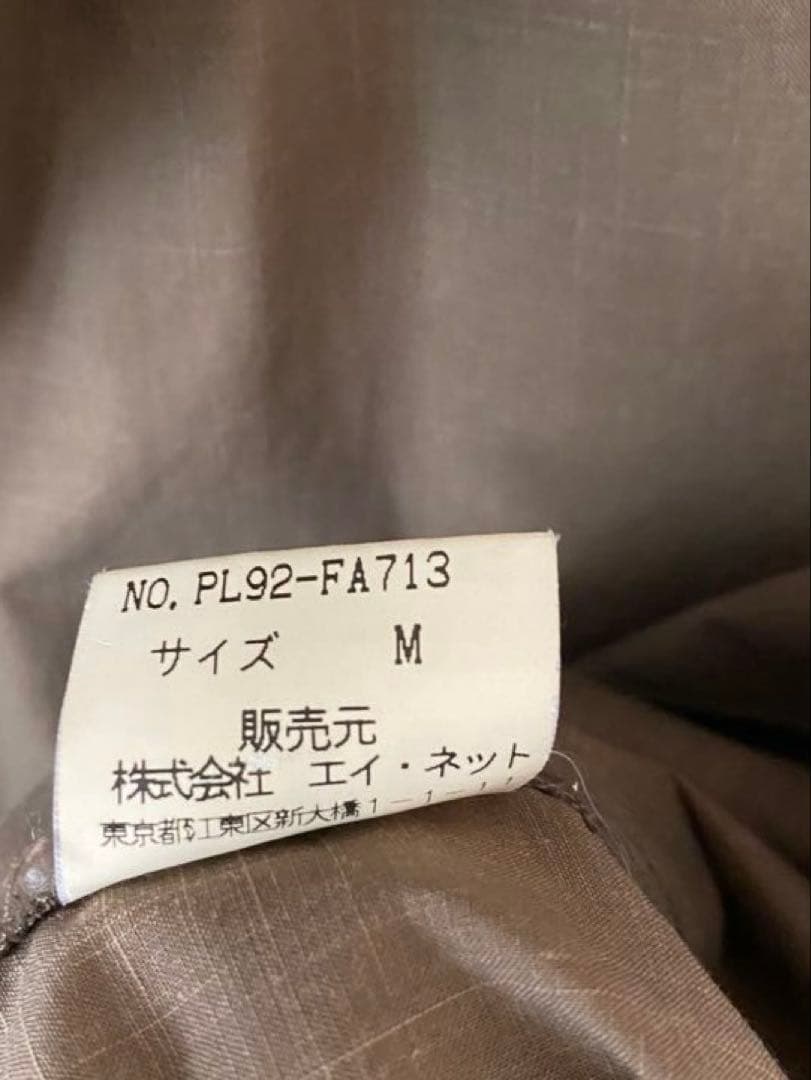 NO. PL92-FA713
サイズ M
販売元
株式会社 エイ・ネット
東京都江東区新大橋1-1-11